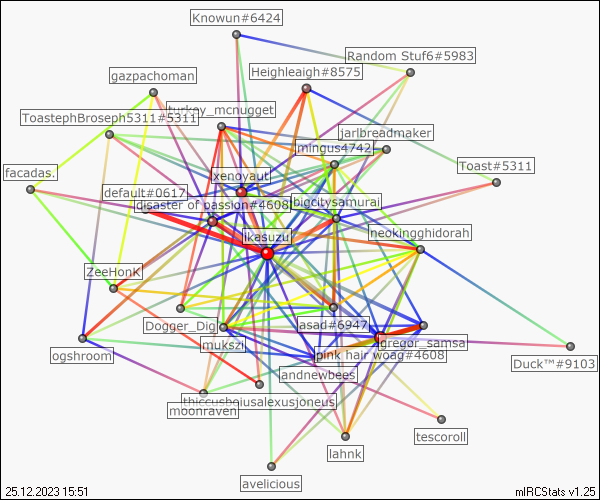 Knowun#6424
Random Stuf6#5983
Heighleaigh#8575
gazpachoman
turkey_mcnugget
ToastephBroseph5311#5311
jarlbreadmaker
mingus4742
Toast#5311
facadas.
xenoyaut
default#0617
disaster of passion#4608
bigcitysamurai
ikasuzu
neokingghidorah
ZeeHonK
Dogger_Dig
asad#6947
mukszi
gregor_samsa
pink hair woag#4608
ogshroom
Duck™#9103
landnewbees
thiccusboiusalexusjoneus
moonraven
tescoroll
lahnk
avelicious
25.12.2023 15:51
mIRCStats v1.25